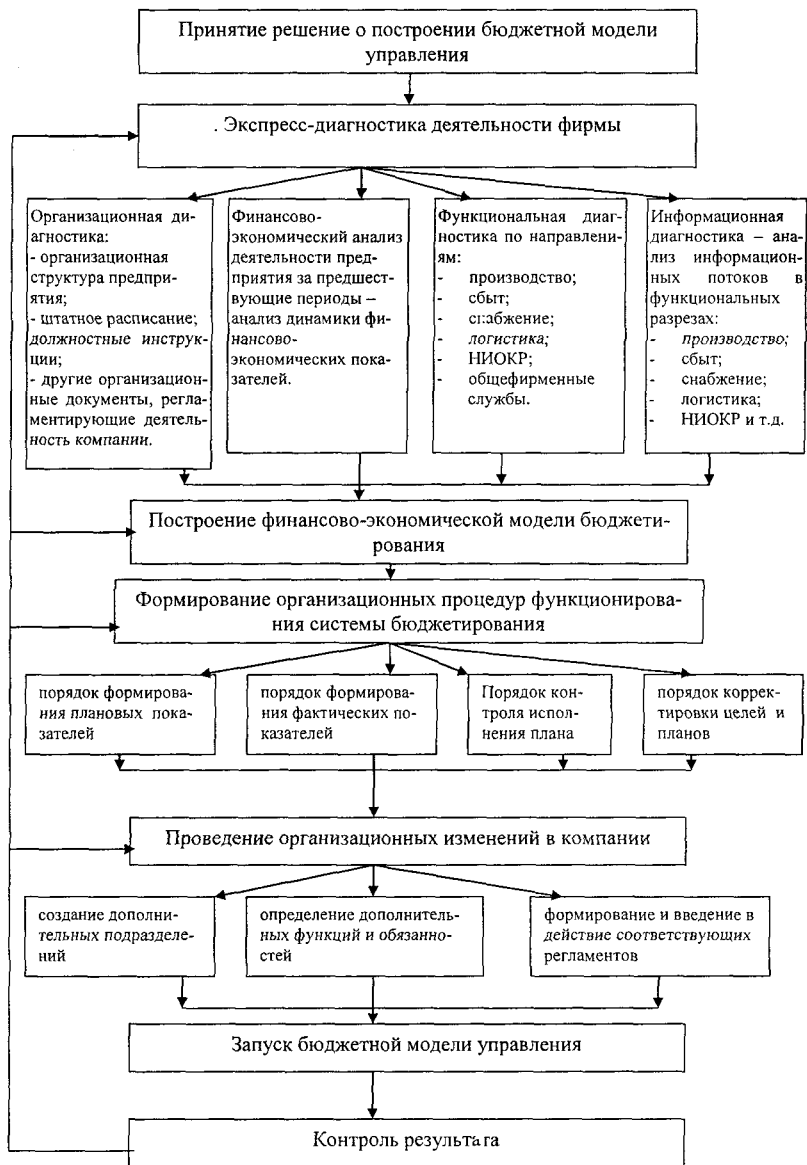 Принятие решение о построении бюджетной модели
управления
. Экспресс-диагностика деятельности фирмы
Организационная ди-
агностика:
- организационная
структура предпри-
ятия;
- штатное расписание;
должностные инструк-
ции;
- другие организацион-
ные документы, регла-
ментирующие деятель-
ность компании.
Финансово-
экономический анализ
деятельности пред-
приятия за предшест-
вующие периоды –
анализ динамики фи-
нансово-
экономических пока-
зателей.
Функциональная диаг-
ностика по направлени-
ям:
- производство;
- сбыт;
- снабжение;
- логистика;
- НИОКР;
- общефирменные
службы.
Информационная
диагностика – ана-
лиз информацион-
ных потоков в
функциональных
разрезах:
- производство;
- сбыт;
- снабжение;
- логистика;
- НИОКР и т.д.
Построение финансово-экономической модели бюджети-
рования
Формирование организационных процедур функционирова-
ния системы бюджетирования
порядок формирова-
ния плановых пока-
зателей
порядок формирова-
ния фактических по-
казателей
Порядок кон-
троля испол-
нения плана
порядок коррек-
тировки целей и
планов
Проведение организационных изменений в компании
создание дополни-
тельных подразделе-
ний
определение дополнитель-
ных функций и обязанно-
стей
формирование и введение в
действие соответствующих
регламентов
Запуск бюджетной модели управления
Контроль результата